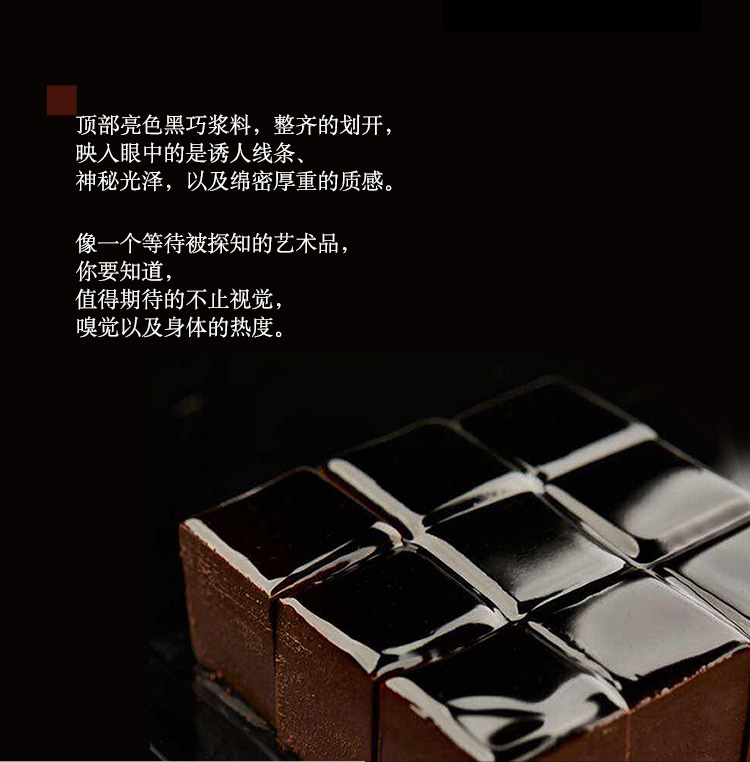 顶部亮色黑巧浆料，整齐的划开，
映入眼中的是诱人线条、
神秘光泽，以及绵密厚重的质感。
像一个等待被探知的艺术品，
你要知道，
值得期待的不止视觉，
嗅觉以及身体的热度。